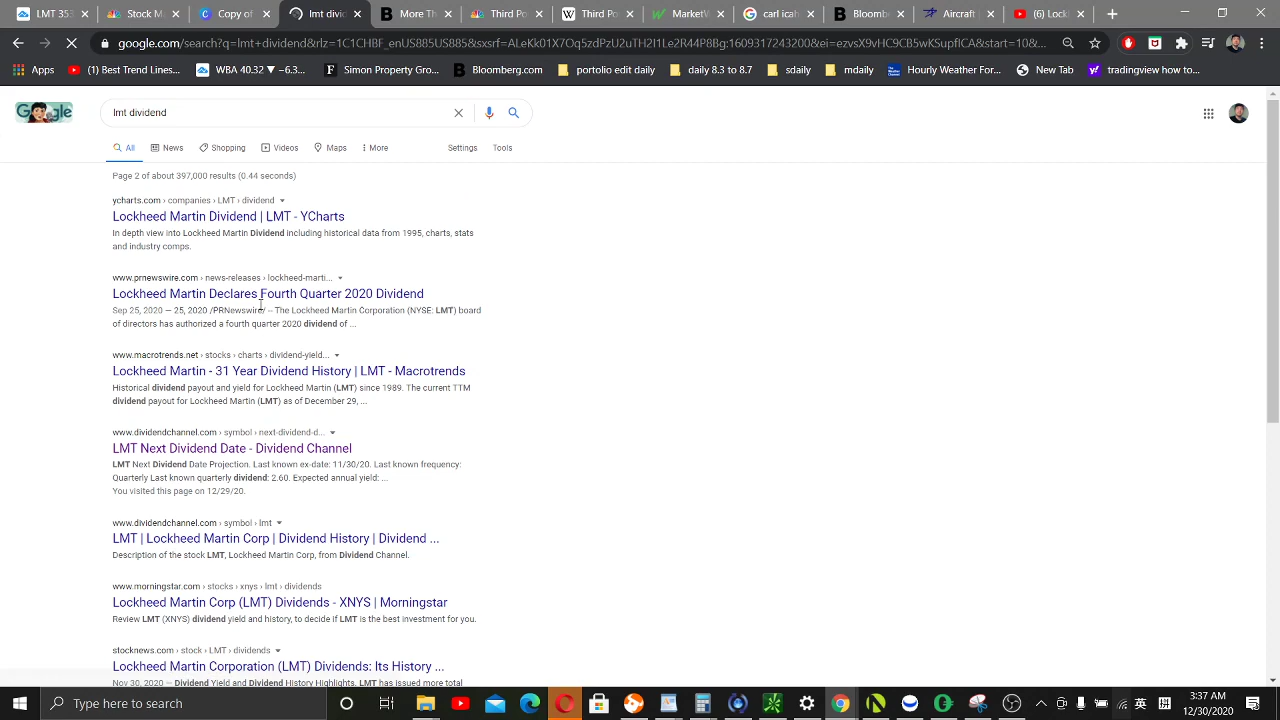 LMT 353
Market
Copy of
lmt divid
More Th
Third Po
Third Po
MarketW
carl icah
Bloomb
Aircraft
(6) Lock
google.com/search?q=lmt+dividend&rlz=1C1CHBF_enUS885US885&sxsrf=
Apps
(1) Best Trending O...
WBA 40.32 ▼ −6.3...
Simon Property Gro...
Bloomberg.com
portfolio edit daily
daily 8.3 to 8.7
sdaily
mdaily
Hourly Weather For...
New Tab
trending tickers yaho...
lmt dividend
All
News
Shopping
Videos
Maps
More
Settings
Tools
Page 2 of about 397,000 results (0.44 seconds)
ycharts.com › companies › LMT › dividend
Lockheed Martin Dividend | LMT - YCharts
In depth view into Lockheed Martin Dividend including historical data from 1995, charts, stats
and industry comps.
www.prnewswire.com › news-releases › lockheed-marti...
Lockheed Martin Declares Fourth Quarter 2020 Dividend
Sep 25, 2020 — 25, 2020 /PRNewswire/ -- The Lockheed Martin Corporation (NYSE: LMT) board
of directors has authorized a fourth quarter 2020 dividend of ...
www.macrotrends.net › stocks › charts › dividend-yield...
Lockheed Martin - 31 Year Dividend History | LMT - Macrotrends
Historical dividend payout and yield for Lockheed Martin (LMT) since 1989. The current TTM
dividend payout for Lockheed Martin (LMT) as of December 29, ...
www.dividendchannel.com › symbol › next-dividend-d...
LMT Next Dividend Date - Dividend Channel
LMT Next Dividend Date Projection. Last known ex-date: 11/30/20. Last known frequency:
Quarterly Last known quarterly dividend: 2.60. Expected annual yield: ...
You visited this page on 12/29/20.
www.dividendchannel.com › symbol › lmt
LMT | Lockheed Martin Corp | Dividend History | Dividend ...
Description of the stock LMT, Lockheed Martin Corp, from Dividend Channel.
www.morningstar.com › stocks › xnys › lmt › dividends
Lockheed Martin Corp (LMT) Dividends - XNYS | Morningstar
Review LMT (XNYS) dividend yield and history, to decide if LMT is the best investment for you.
stocknews.com › stock › LMT › dividends
Lockheed Martin Corporation (LMT) Dividends: Its History ...
Nov 30, 2020 — Dividend Yield and Dividend History Highlights. LMT has issued more total
Type here to search
英
拼
3:37 AM
12/30/2020